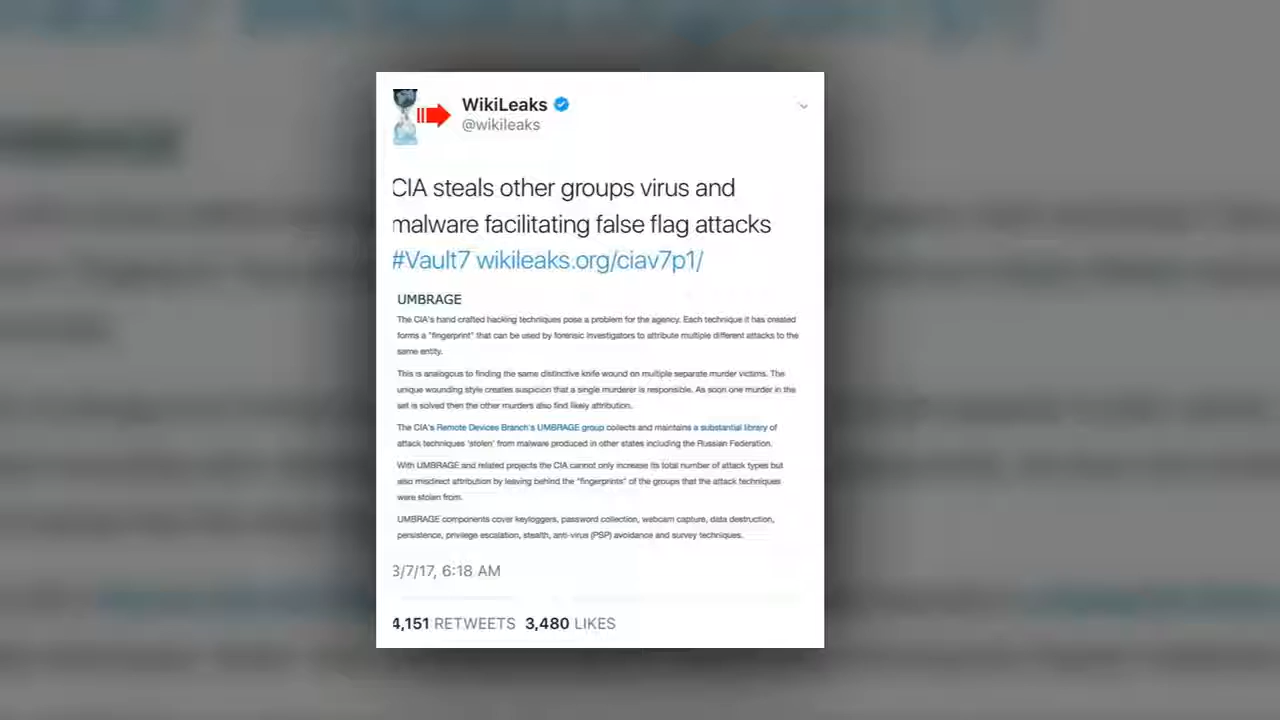 WikiLeaks
@wikileaks
CIA steals other groups virus and
malware facilitating false flag attacks
#Vault7 wikileaks.org/ciav7p1/
UMBRAGE
The CIA's hand crafted hacking techniques pose a problem for the agency. Each technique it has created
forms a "fingerprint" that can be used by forensic investigators to attribute multiple different attacks to the
same entity.
This is analogous to finding the same distinctive knife wound on multiple separate murder victims. The
unique wounding style creates suspicion that a single murderer is responsible. As soon one murder in the
set is solved then the other murders also find likely attribution.
The CIA's Remote Devices Branch's UMBRAGE group collects and maintains a substantial library of
attack techniques 'stolen' from malware produced in other states including the Russian Federation.
With UMBRAGE and related projects the CIA cannot only increase its total number of attack types but
also misdirect attribution by leaving behind the "fingerprints" of the groups that the attack techniques
were stolen from.
UMBRAGE components cover keyloggers, password collection, webcam capture, data destruction,
persistence, privilege escalation, stealth, anti-virus (PSP) avoidance and survey techniques.
3/7/17, 6:18 AM
4,151 RETWEETS 3,480 LIKES